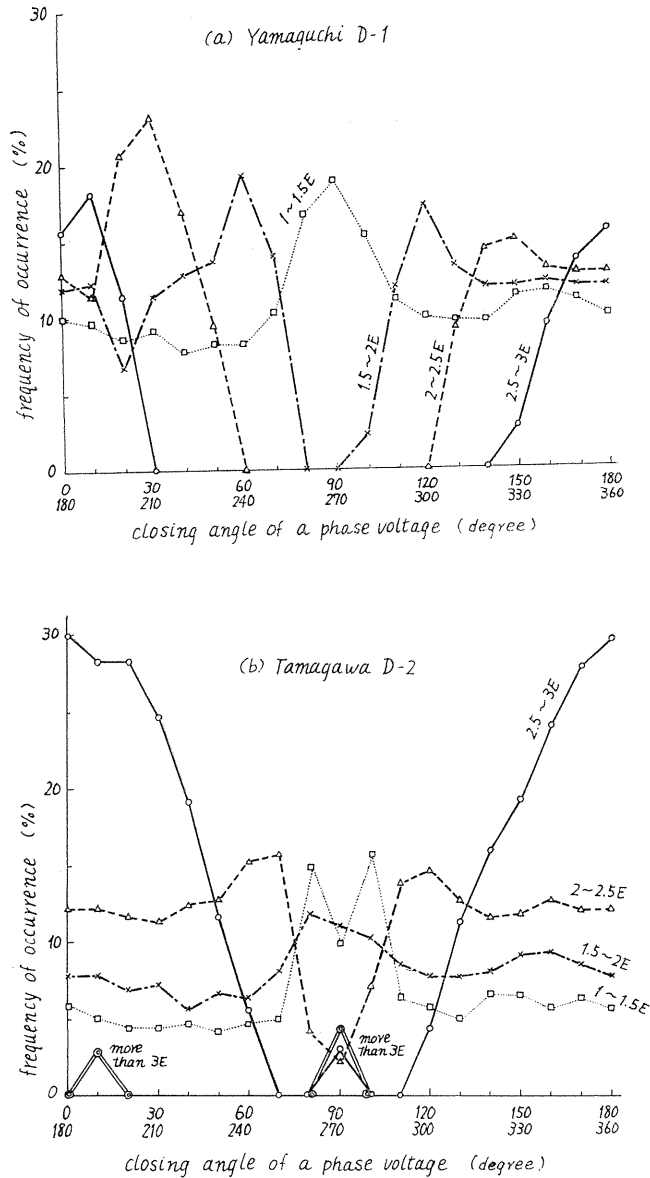 (a) Yamaguchi D-1
frequency of occurrence (%)
30
20
10
0
1~1.5E
1.5~2E
2~2.5E
2.5~3E
0 30 60 90 120 150 180
180 210 240 270 300 330 360
closing angle of a phase voltage (degree)
(b) Tamagawa D-2
frequency of occurrence (%)
30
20
10
0
2.5~3E
2~2.5E
1.5~2E
1~1.5E
more
than 3E
more
than 3E
0 30 60 90 120 150 180
180 210 240 270 300 330 360
closing angle of a phase voltage (degree)